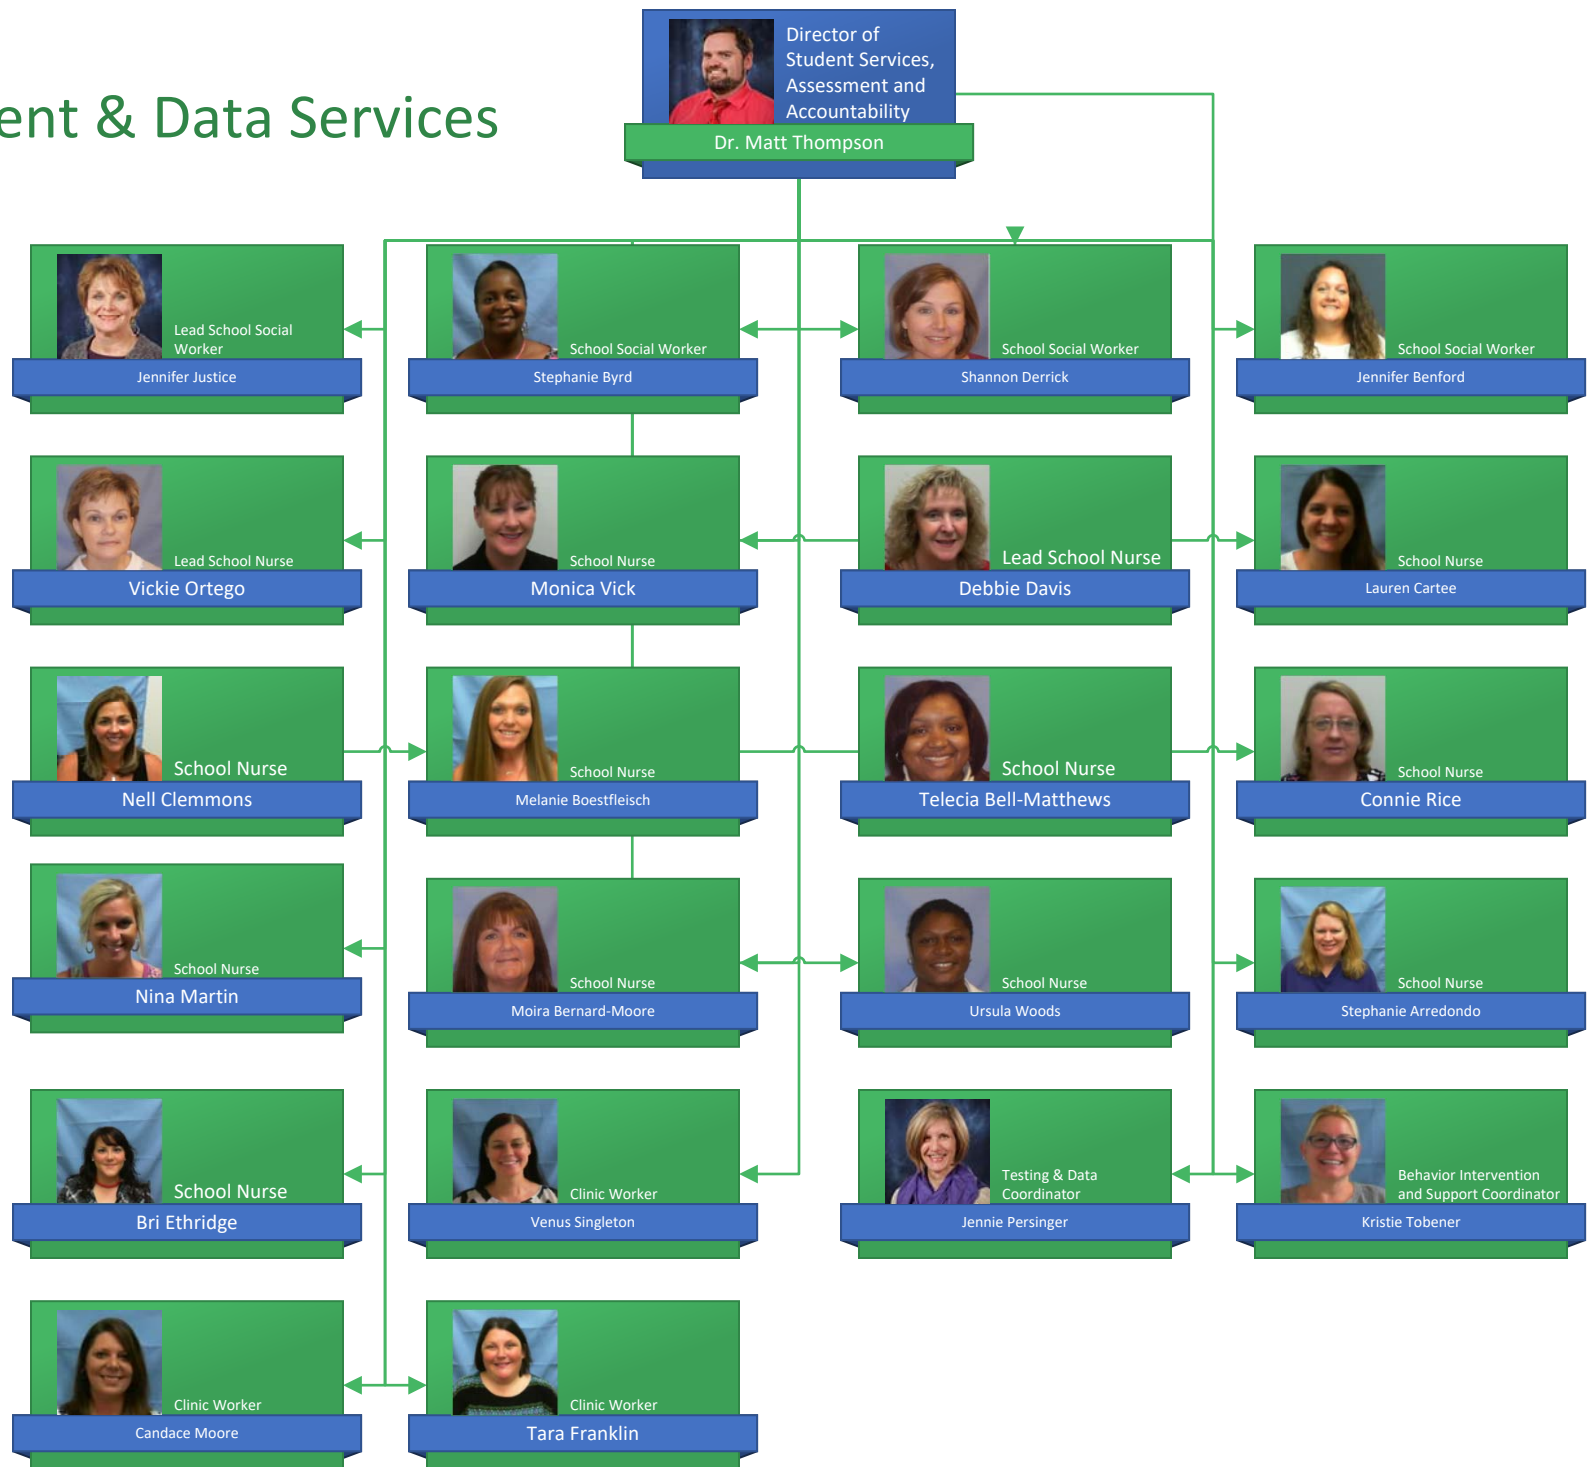 ent & Data Services
Director of
Student Services,
Assessment and
Accountability
Dr. Matt Thompson
Lead School Social
Worker
Jennifer Justice
School Social Worker
Stephanie Byrd
School Social Worker
Shannon Derrick
School Social Worker
Jennifer Benford
Lead School Nurse
Vickie Ortego
School Nurse
Monica Vick
Lead School Nurse
Debbie Davis
School Nurse
Lauren Cartee
School Nurse
Nell Clemmons
School Nurse
Melanie Boestfleisch
School Nurse
Telecia Bell-Matthews
School Nurse
Connie Rice
School Nurse
Nina Martin
School Nurse
Moira Bernard-Moore
School Nurse
Ursula Woods
School Nurse
Stephanie Arredondo
School Nurse
Bri Ethridge
Clinic Worker
Venus Singleton
Testing & Data
Coordinator
Jennie Persinger
Behavior Intervention
and Support Coordinator
Kristie Tobener
Clinic Worker
Candace Moore
Clinic Worker
Tara Franklin